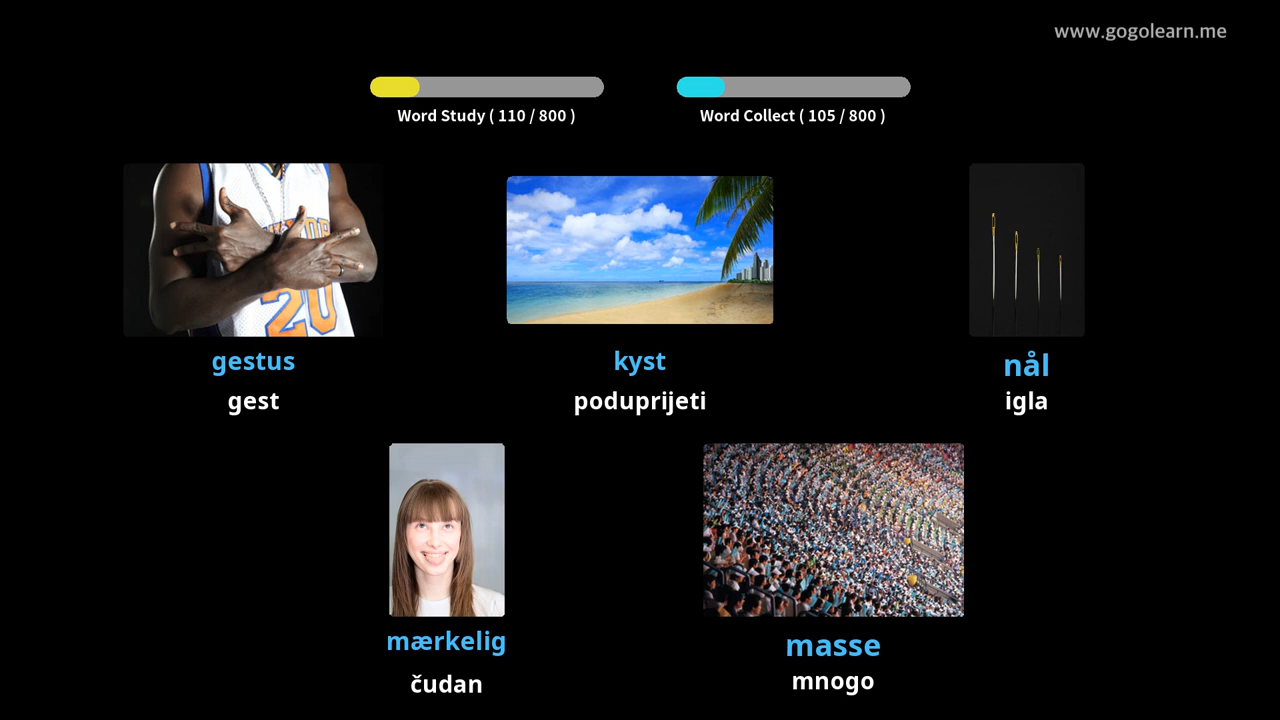 www.gogolearn.me
Word Study ( 110 / 800 )
Word Collect ( 105 / 800 )
20
gestus
gest
kyst
poduprijeti
nål
igla
mærkelig
čudan
masse
mnogo